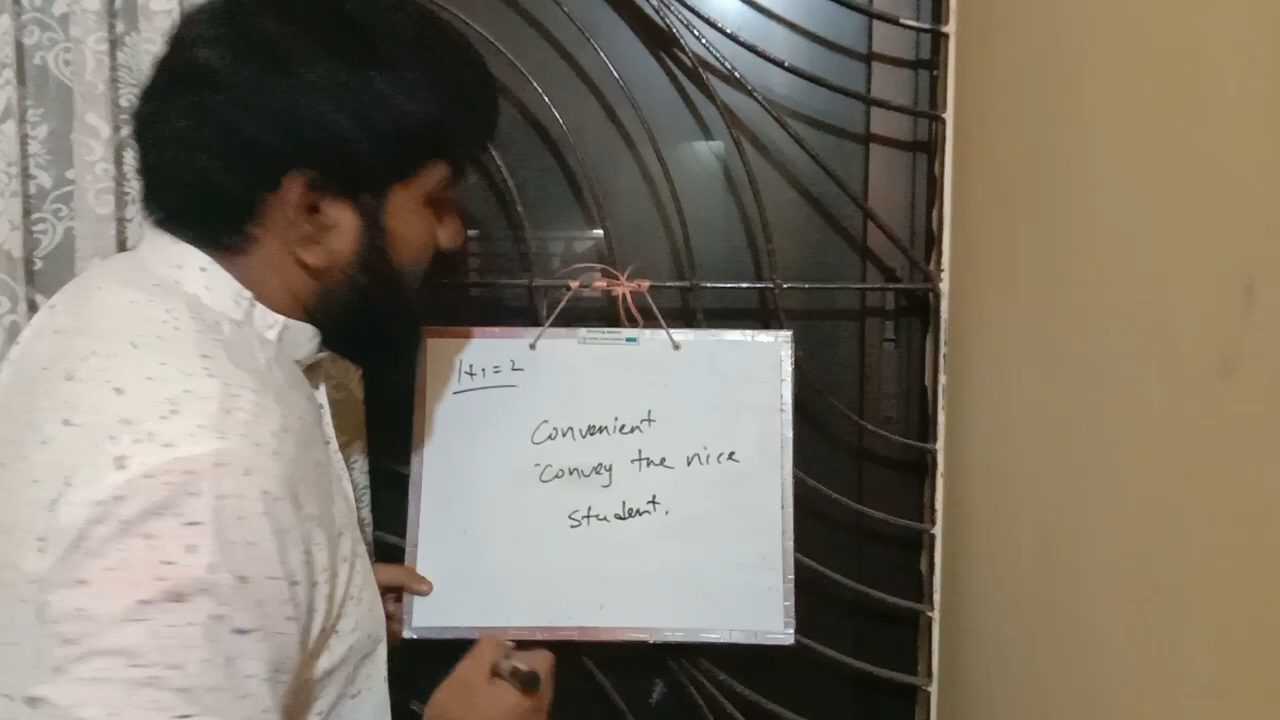 1+1=2
Convenient
Convey the nice
student.